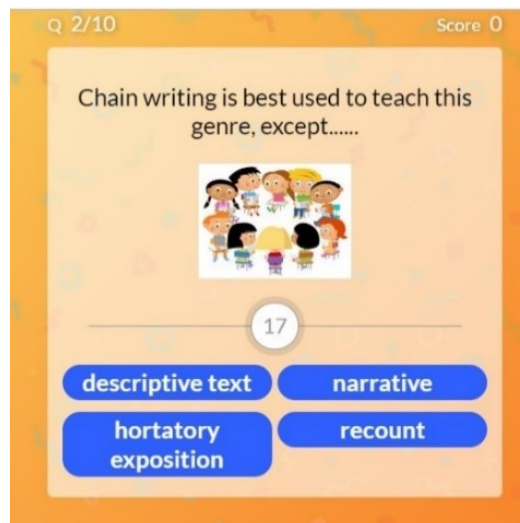 Q 2/10
Score 0
Chain writing is best used to teach this
genre, except......
17
descriptive text
narrative
hortatory
exposition
recount